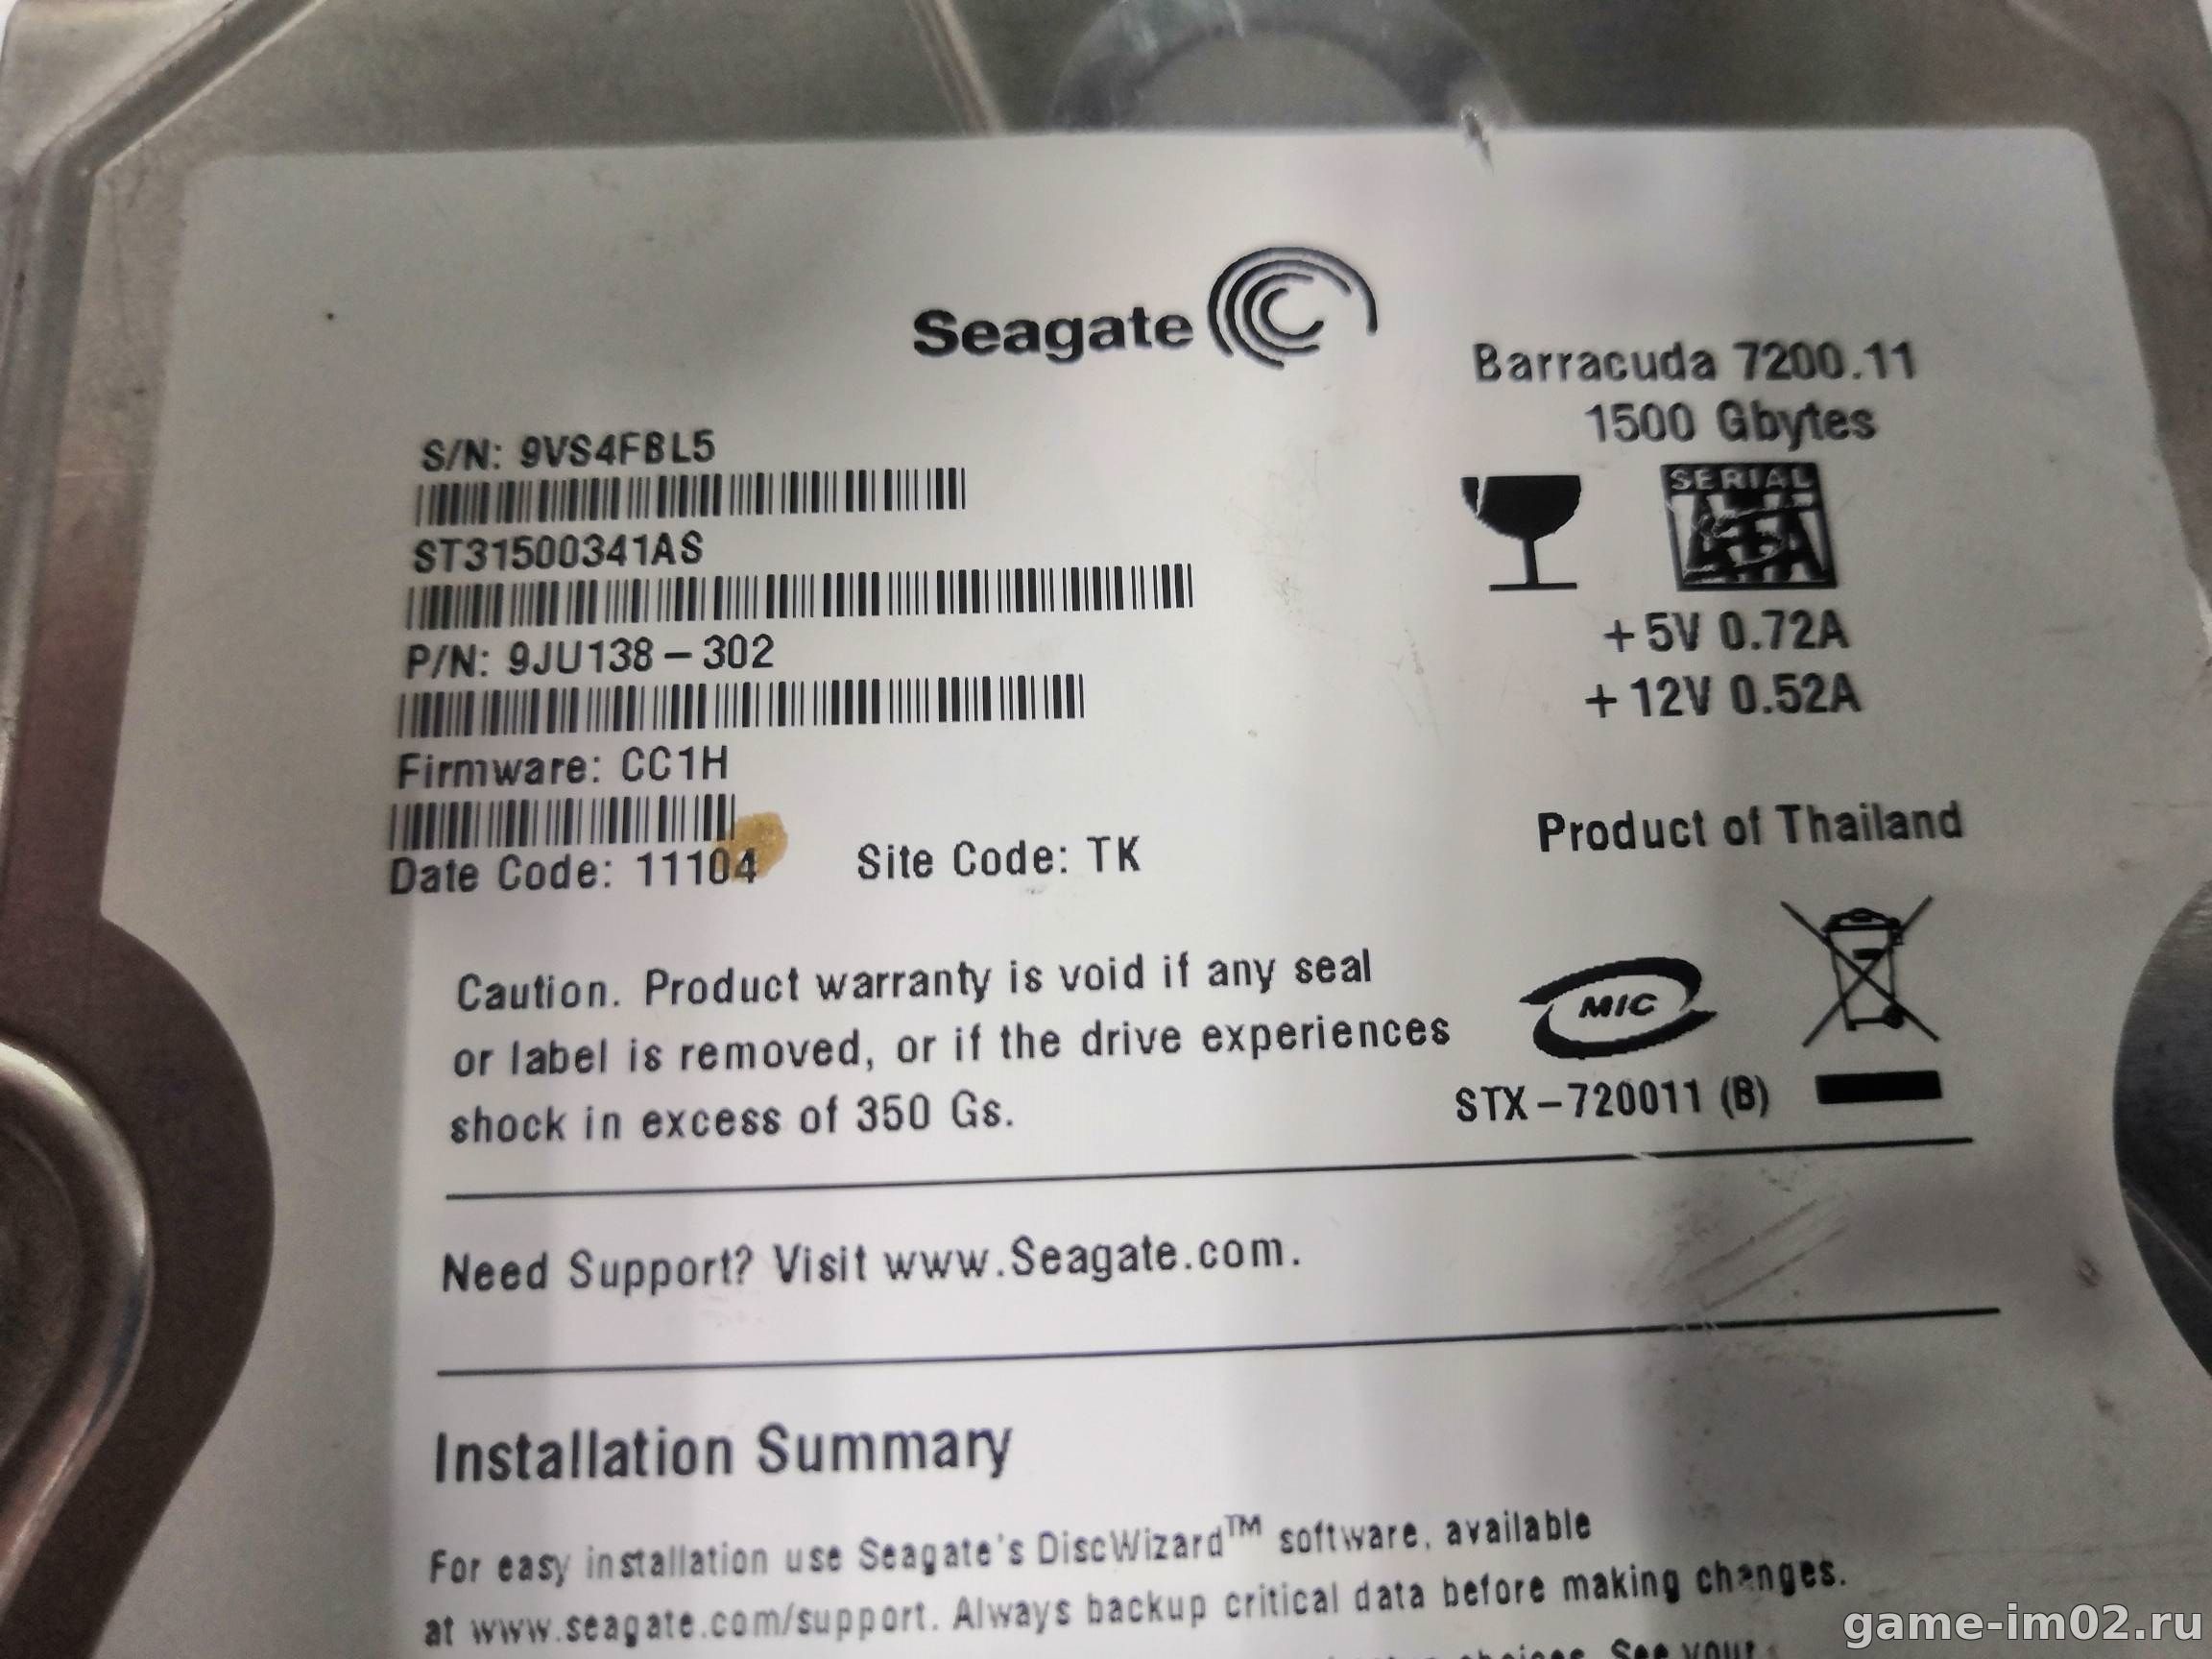 Seagate
Barracuda 7200.11
1500 Gbytes
S/N: 9VS4FBL5
SERIAL
ATA
ST31500341AS
+5V 0.72A
P/N: 9JU138-302
+12V 0.52A
Firmware: CC1H
Product of Thailand
Date Code: 11104 Site Code: TK
Caution. Product warranty is void if any seal
or label is removed, or if the drive experiences
shock in excess of 350 Gs.
MIC
STX-720011 (B)
Need Support? Visit www.Seagate.com.
Installation Summary
For easy installation use Seagate's DiscWizard™ software, available
at www.seagate.com/support. Always backup critical data before making changes.
choices. See your
game-im02.ru